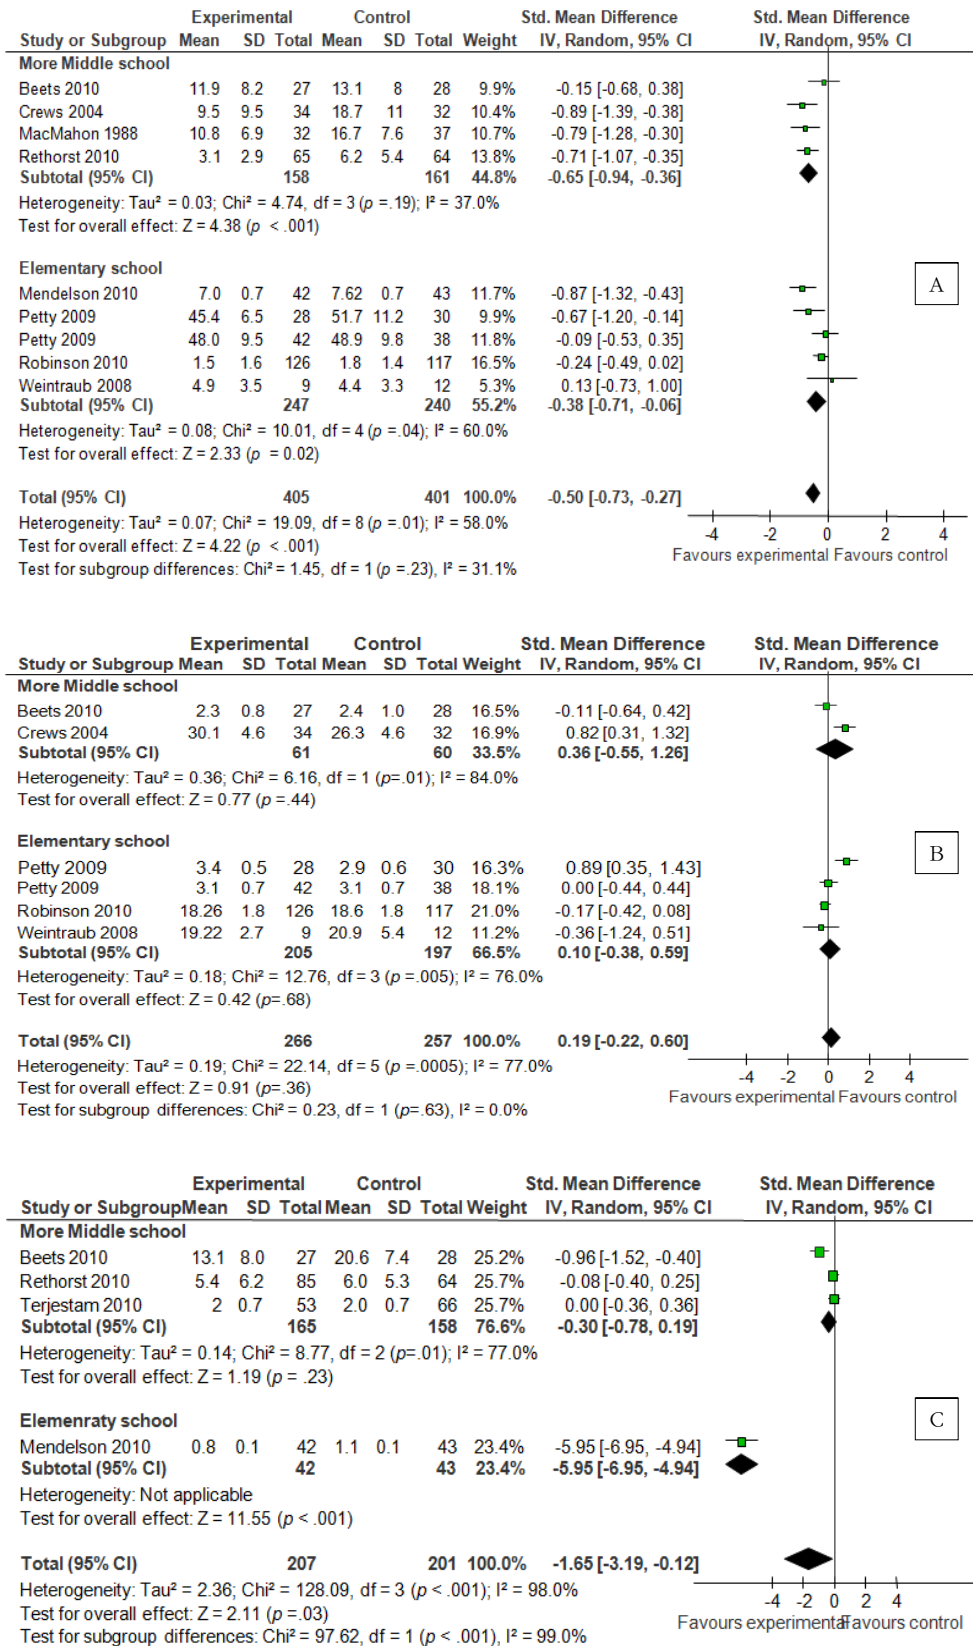 Experimental Control Std. Mean Difference Std. Mean Difference
Study or Subgroup Mean SD Total Mean SD Total Weight IV, Random, 95% CI IV, Random, 95% CI
More Middle school
Beets 2010 11.9 8.2 27 13.1 8 28 9.9% -0.15 [-0.68, 0.38]
Crews 2004 9.5 9.5 34 18.7 11 32 10.4% -0.89 [-1.39, -0.38]
MacMahon 1988 10.8 6.9 32 16.7 7.6 37 10.7% -0.79 [-1.28, -0.30]
Rethorst 2010 3.1 2.9 65 6.2 5.4 64 13.8% -0.71 [-1.07, -0.35]
Subtotal (95% CI) 158 161 44.8% -0.65 [-0.94, -0.36]
Heterogeneity: Tau² = 0.03; Chi² = 4.74, df = 3 (p =.19); I² = 37.0%
Test for overall effect: Z = 4.38 (p < .001)
Elementary school
Mendelson 2010 7.0 0.7 42 7.62 0.7 43 11.7% -0.87 [-1.32, -0.43]
A
Petty 2009 45.4 6.5 28 51.7 11.2 30 9.9% -0.67 [-1.20, -0.14]
Petty 2009 48.0 9.5 42 48.9 9.8 38 11.8% -0.09 [-0.53, 0.35]
Robinson 2010 1.5 1.6 126 1.8 1.4 117 16.5% -0.24 [-0.49, 0.02]
Weintraub 2008 4.9 3.5 9 4.4 3.3 12 5.3% 0.13 [-0.73, 1.00]
Subtotal (95% CI) 247 240 55.2% -0.38 [-0.71, -0.06]
Heterogeneity: Tau² = 0.08; Chi² = 10.01, df = 4 (p =.04); I² = 60.0%
Test for overall effect: Z = 2.33 (p = 0.02)
Total (95% CI) 405 401 100.0% -0.50 [-0.73, -0.27]
Heterogeneity: Tau² = 0.07; Chi² = 19.09, df = 8 (p =.01); I² = 58.0%
-4 -2 0 2 4
Test for overall effect: Z = 4.22 (p < .001)
Favours experimental Favours control
Test for subgroup differences: Chi² = 1.45, df = 1 (p =.23), I² = 31.1%
Experimental Control Std. Mean Difference Std. Mean Difference
Study or Subgroup Mean SD Total Mean SD Total Weight IV, Random, 95% CI IV, Random, 95% CI
More Middle school
Beets 2010 2.3 0.8 27 2.4 1.0 28 16.5% -0.11 [-0.64, 0.42]
Crews 2004 30.1 4.6 34 26.3 4.6 32 16.9% 0.82 [0.31, 1.32]
Subtotal (95% CI) 61 60 33.5% 0.36 [-0.55, 1.26]
Heterogeneity: Tau² = 0.36; Chi² = 6.16, df = 1 (p=.01); I² = 84.0%
Test for overall effect: Z = 0.77 (p =.44)
Elementary school
B
Petty 2009 3.4 0.5 28 2.9 0.6 30 16.3% 0.89 [0.35, 1.43]
Petty 2009 3.1 0.7 42 3.1 0.7 38 18.1% 0.00 [-0.44, 0.44]
Robinson 2010 18.26 1.8 126 18.6 1.8 117 21.0% -0.17 [-0.42, 0.08]
Weintraub 2008 19.22 2.7 9 20.9 5.4 12 11.2% -0.36 [-1.24, 0.51]
Subtotal (95% CI) 205 197 66.5% 0.10 [-0.38, 0.59]
Heterogeneity: Tau² = 0.18; Chi² = 12.76, df = 3 (p =.005); I² = 76.0%
Test for overall effect: Z = 0.42 (p=.68)
Total (95% CI) 266 257 100.0% 0.19 [-0.22, 0.60]
Heterogeneity: Tau² = 0.19; Chi² = 22.14, df = 5 (p =.0005); I² = 77.0%
-4 -2 0 2 4
Test for overall effect: Z = 0.91 (p=.36)
Favours experimental Favours control
Test for subgroup differences: Chi² = 0.23, df = 1 (p=.63), I² = 0.0%
Experimental Control Std. Mean Difference Std. Mean Difference
Study or Subgroup Mean SD Total Mean SD Total Weight IV, Random, 95% CI IV, Random, 95% CI
More Middle school
Beets 2010 13.1 8.0 27 20.6 7.4 28 25.2% -0.96 [-1.52, -0.40]
Rethorst 2010 5.4 6.2 85 6.0 5.3 64 25.7% -0.08 [-0.40, 0.25]
Terjestam 2010 2 0.7 53 2.0 0.7 66 25.7% 0.00 [-0.36, 0.36]
Subtotal (95% CI) 165 158 76.6% -0.30 [-0.78, 0.19]
Heterogeneity: Tau² = 0.14; Chi² = 8.77, df = 2 (p=.01); I² = 77.0%
Test for overall effect: Z = 1.19 (p = .23)
Elemenraty school
C
Mendelson 2010 0.8 0.1 42 1.1 0.1 43 23.4% -5.95 [-6.95, -4.94]
Subtotal (95% CI) 42 43 23.4% -5.95 [-6.95, -4.94]
Heterogeneity: Not applicable
Test for overall effect: Z = 11.55 (p < .001)
Total (95% CI) 207 201 100.0% -1.65 [-3.19, -0.12]
Heterogeneity: Tau² = 2.36; Chi² = 128.09, df = 3 (p < .001); I² = 98.0%
-4 -2 0 2 4
Test for overall effect: Z = 2.11 (p =.03)
Favours experimental Favours control
Test for subgroup differences: Chi² = 97.62, df = 1 (p < .001), I² = 99.0%